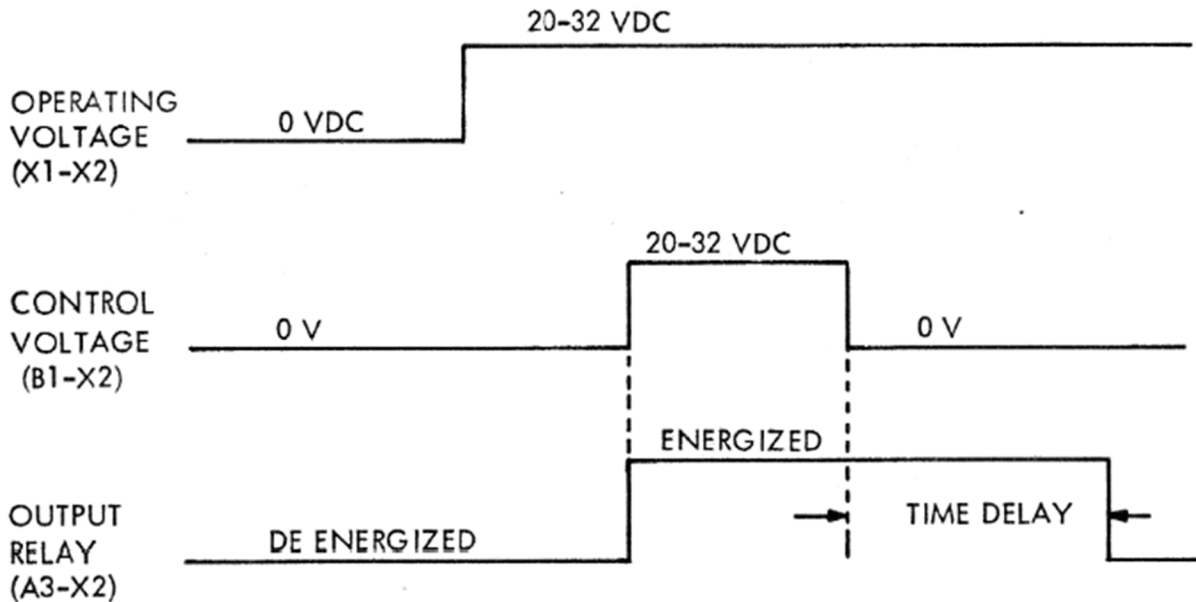 20-32 VDC
OPERATING
VOLTAGE
(X1-X2)
0 VDC
20-32 VDC
CONTROL
VOLTAGE
(B1-X2)
0 V
0 V
ENERGIZED
OUTPUT
RELAY
(A3-X2)
DE ENERGIZED
TIME DELAY